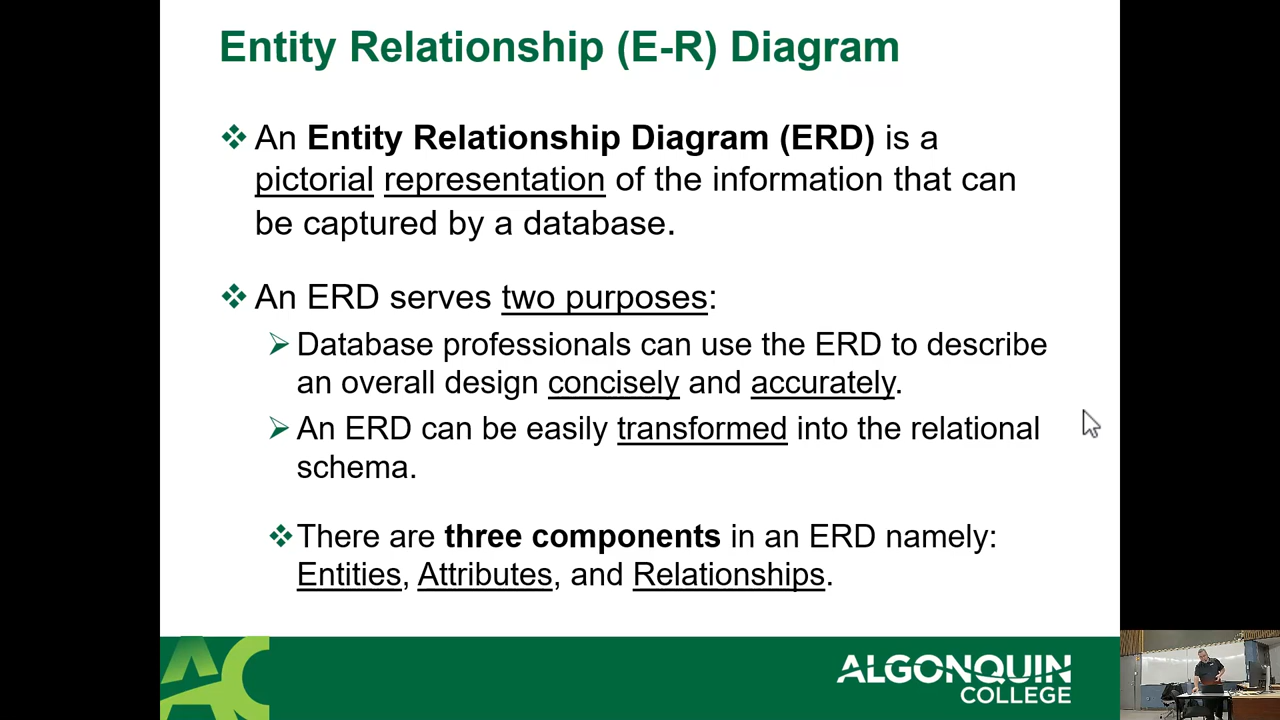 Entity Relationship (E-R) Diagram
An Entity Relationship Diagram (ERD) is a
pictorial representation of the information that can
be captured by a database.
An ERD serves two purposes:
Database professionals can use the ERD to describe
an overall design concisely and accurately.
An ERD can be easily transformed into the relational
schema.
There are three components in an ERD namely:
Entities, Attributes, and Relationships.
AC
ALGONQUIN
COLLEGE